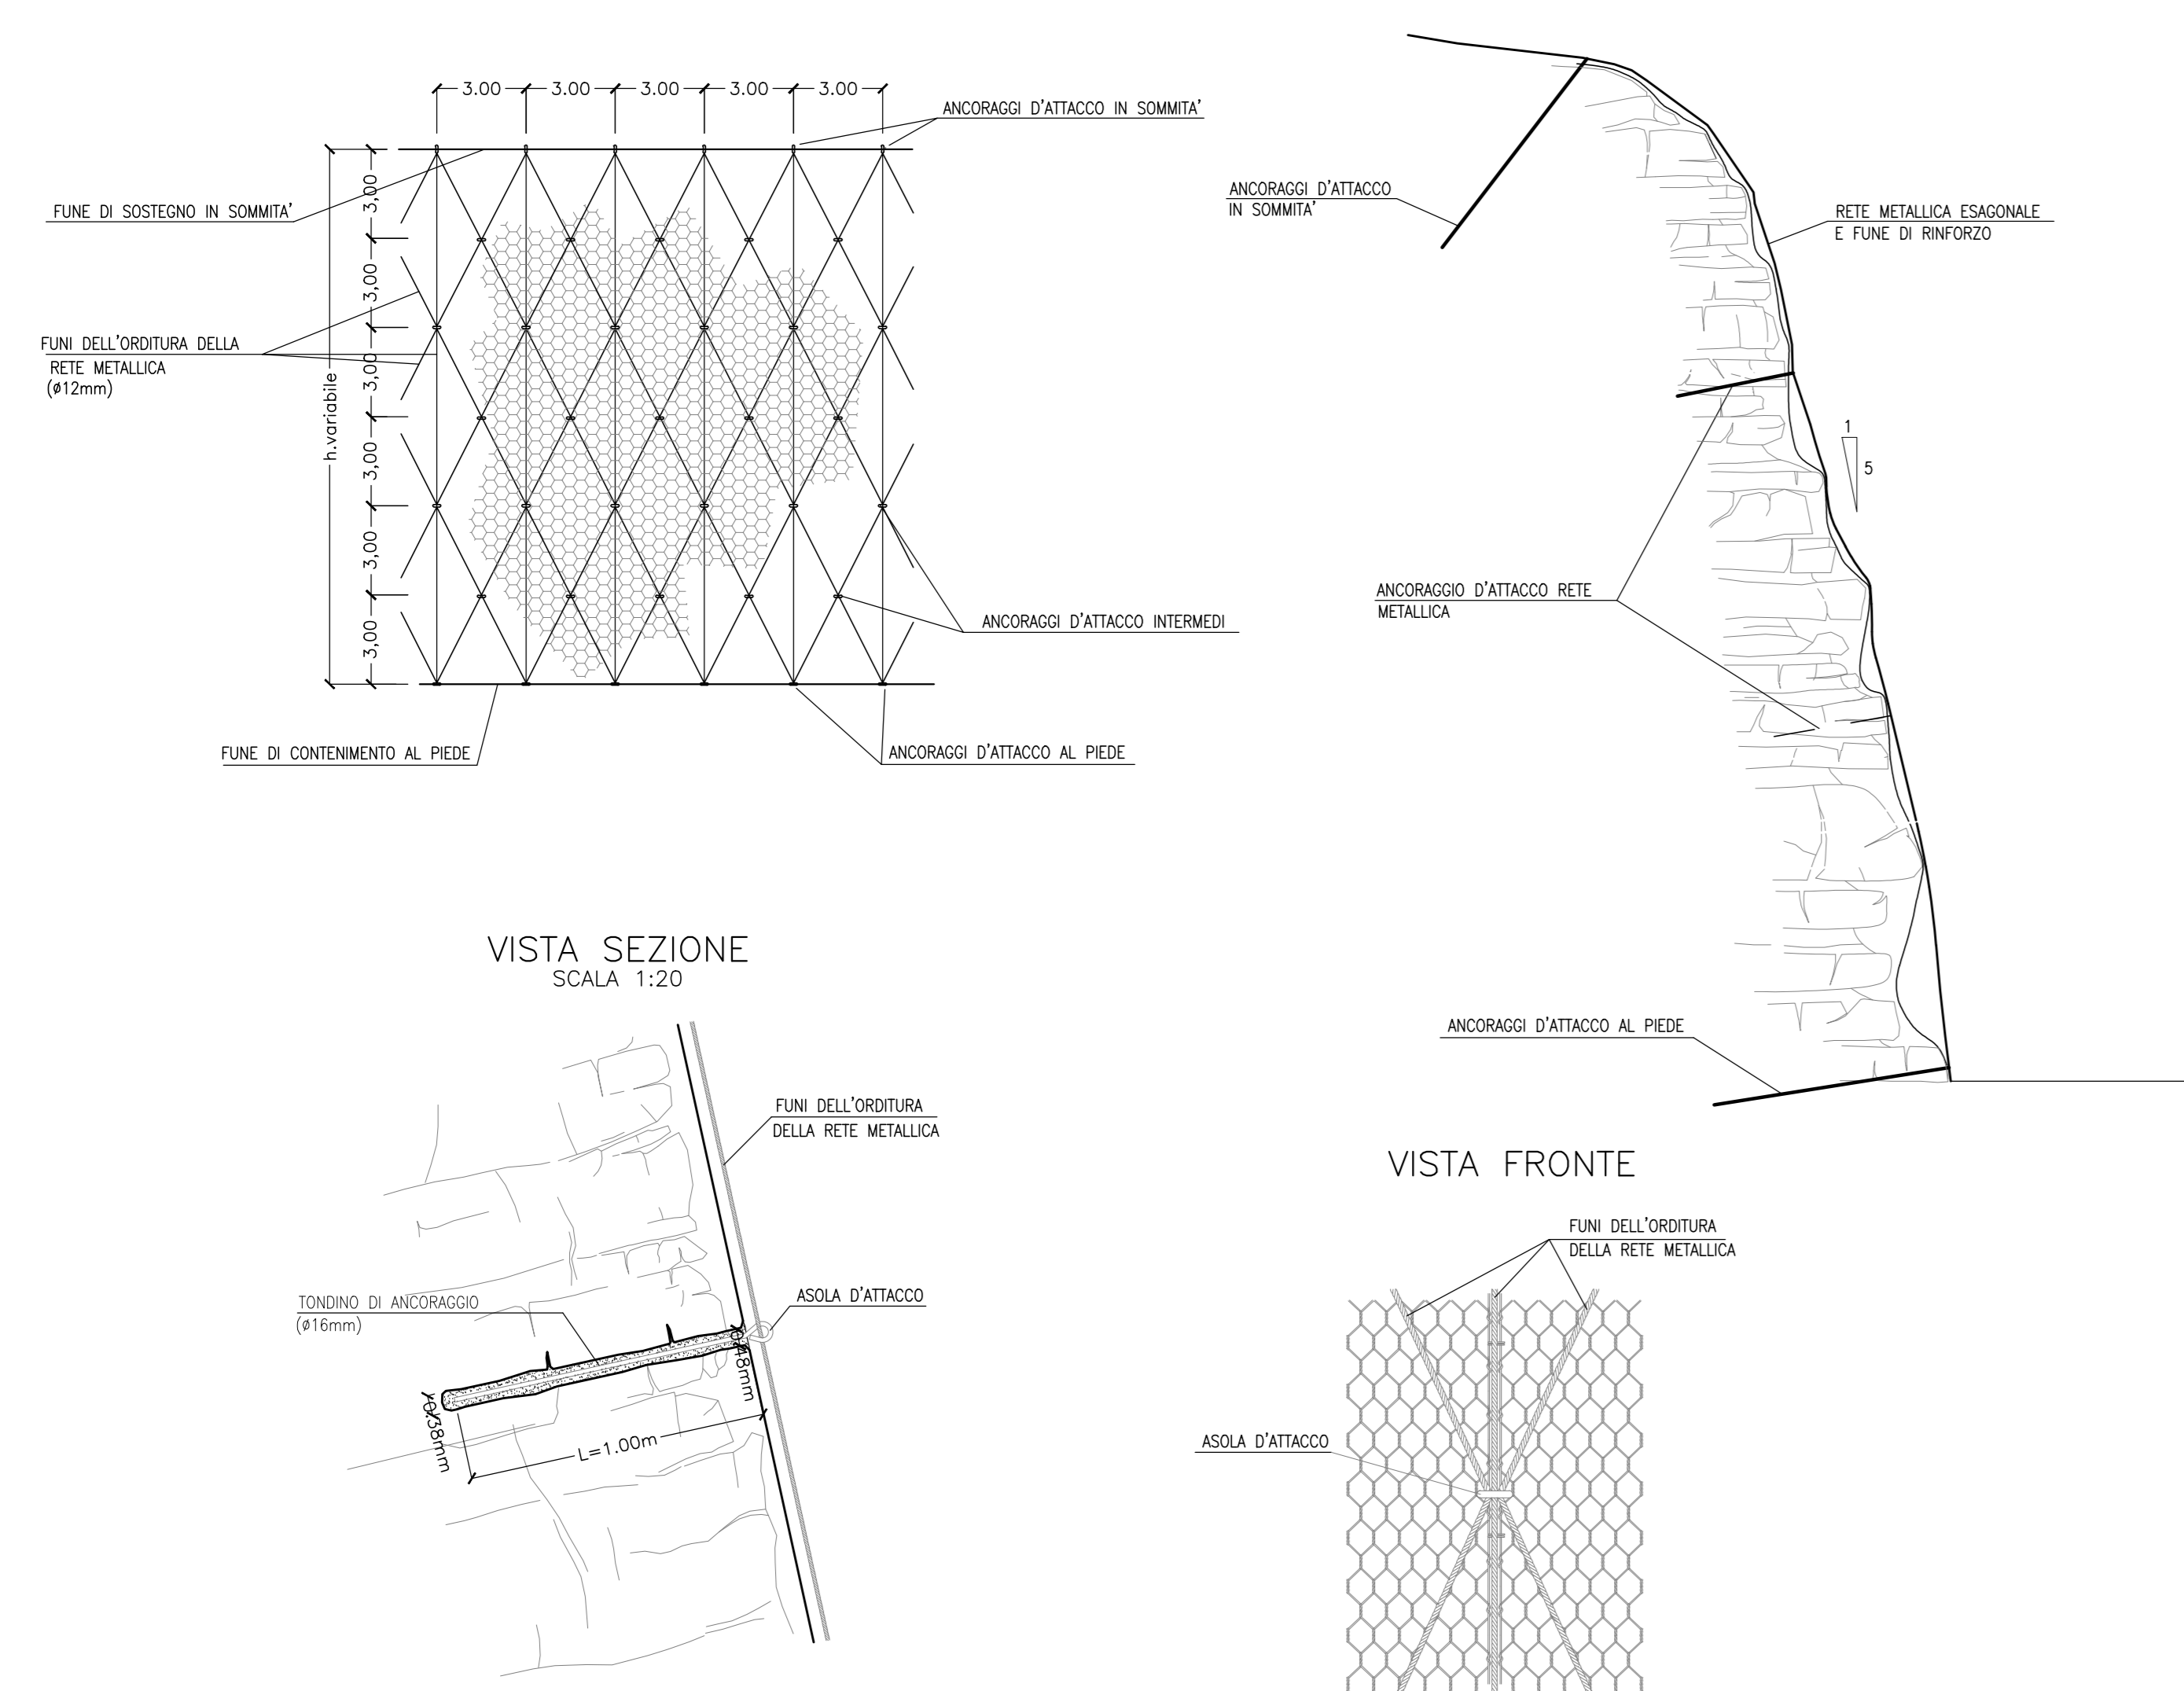 3.00 3.00 3.00 3.00 3.00
ANCORAGGI D'ATTACCO IN SOMMITA'
FUNE DI SOSTEGNO IN SOMMITA'
FUNI DELL'ORDITURA DELLA
RETE METALLICA
(ø12mm)
h.variabile
3,00
3,00
3,00
3,00
3,00
3,00
ANCORAGGI D'ATTACCO INTERMEDI
FUNE DI CONTENIMENTO AL PIEDE
ANCORAGGI D'ATTACCO AL PIEDE
ANCORAGGI D'ATTACCO
IN SOMMITA'
RETE METALLICA ESAGONALE
E FUNE DI RINFORZO
1
5
ANCORAGGIO D'ATTACCO RETE
METALLICA
ANCORAGGI D'ATTACCO AL PIEDE
VISTA SEZIONE
SCALA 1:20
FUNI DELL'ORDITURA
DELLA RETE METALLICA
TONDINO DI ANCORAGGIO
(ø16mm)
ASOLA D'ATTACCO
L=1.00m
VISTA FRONTE
FUNI DELL'ORDITURA
DELLA RETE METALLICA
ASOLA D'ATTACCO